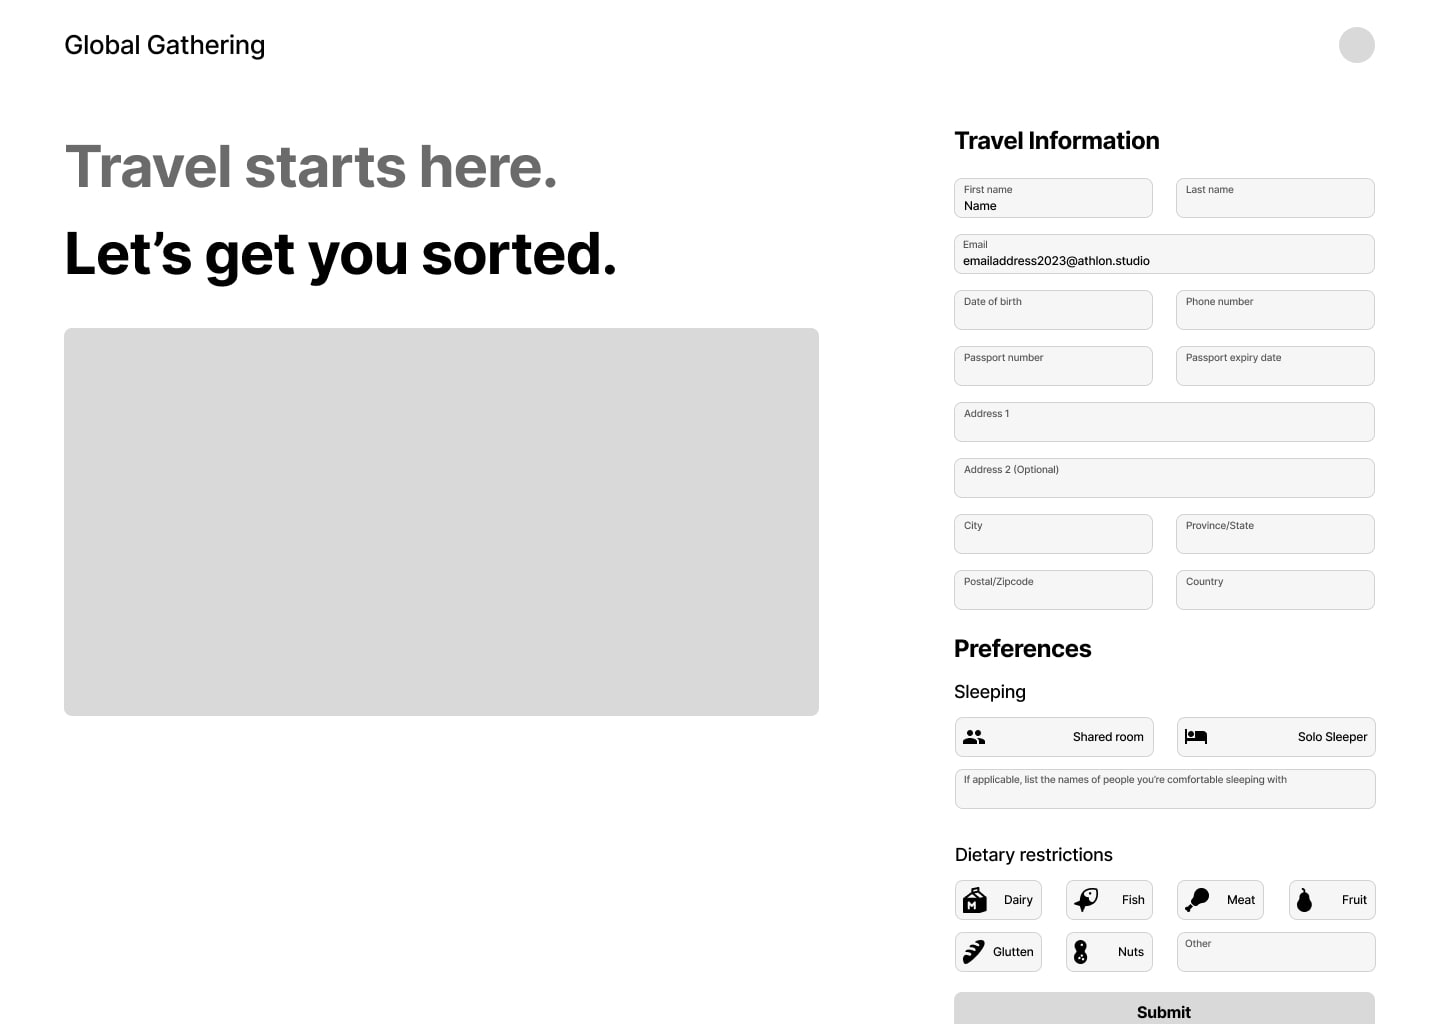 Global Gathering
Travel starts here.
Let’s get you sorted.
Travel Information
First name
Name
Last name
Email
emailaddress2023@athlon.studio
Date of birth
Phone number
Passport number
Passport expiry date
Address 1
Address 2 (Optional)
City
Province/State
Postal/Zipcode
Country
Preferences
Sleeping
Shared room
Solo Sleeper
If applicable, list the names of people you’re comfortable sleeping with
Dietary restrictions
M
Dairy
Fish
Meat
Fruit
Glutten
Nuts
Other
Submit